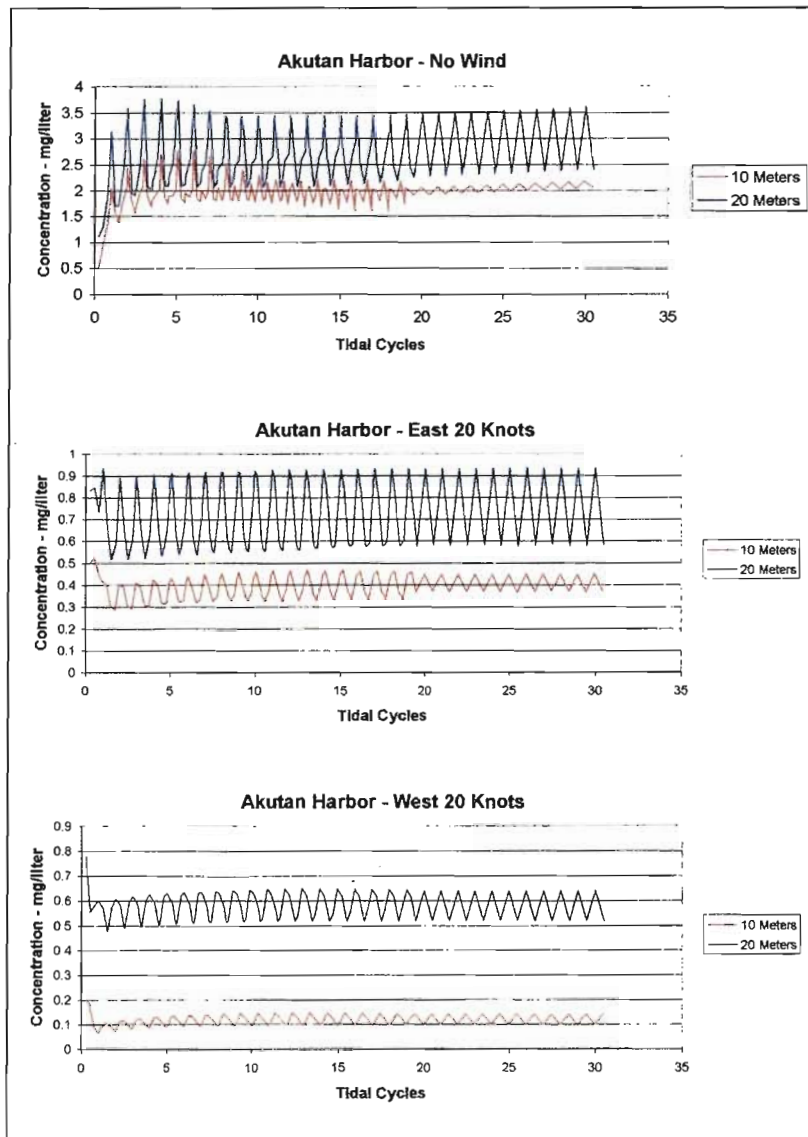 Akutan Harbor - No Wind
Concentration - mg/liter
4
3.5
3
2.5
2
1.5
1
0.5
0
0 5 10 15 20 25 30 35
Tidal Cycles
10 Meters
20 Meters
Akutan Harbor - East 20 Knots
Concentration - mg/liter
1
0.9
0.8
0.7
0.6
0.5
0.4
0.3
0.2
0.1
0
0 5 10 15 20 25 30 35
Tidal Cycles
10 Meters
20 Meters
Akutan Harbor - West 20 Knots
Concentration - mg/liter
0.9
0.8
0.7
0.6
0.5
0.4
0.3
0.2
0.1
0
0 5 10 15 20 25 30 35
Tidal Cycles
10 Meters
20 Meters